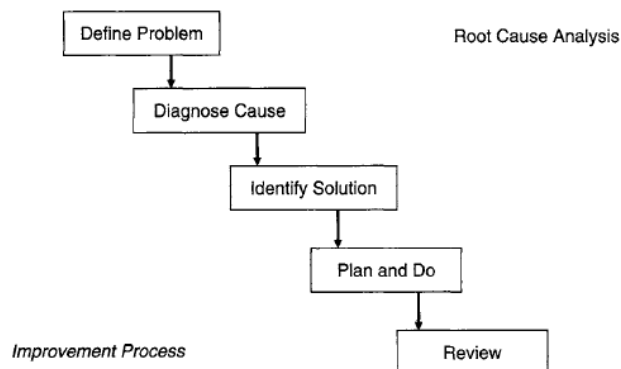 Define Problem
Root Cause Analysis
Diagnose Cause
Identify Solution
Plan and Do
Improvement Process
Review